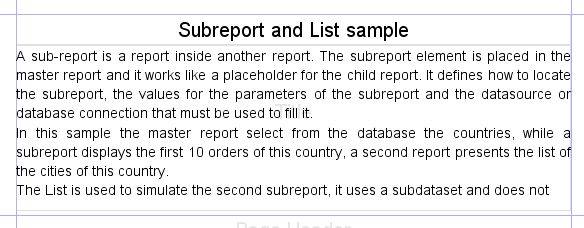 Subreport and List sample
A sub-report is a report inside another report. The subreport element is placed in the
master report and it works like a placeholder for the child report. It defines how to locate
the subreport, the values for the parameters of the subreport and the datasource or
database connection that must be used to fill it.
In this sample the master report select from the database the countries, while a
subreport displays the first 10 orders of this country, a second report presents the list of
the cities of this country.
The List is used to simulate the second subreport, it uses a subdataset and does not
Page Header